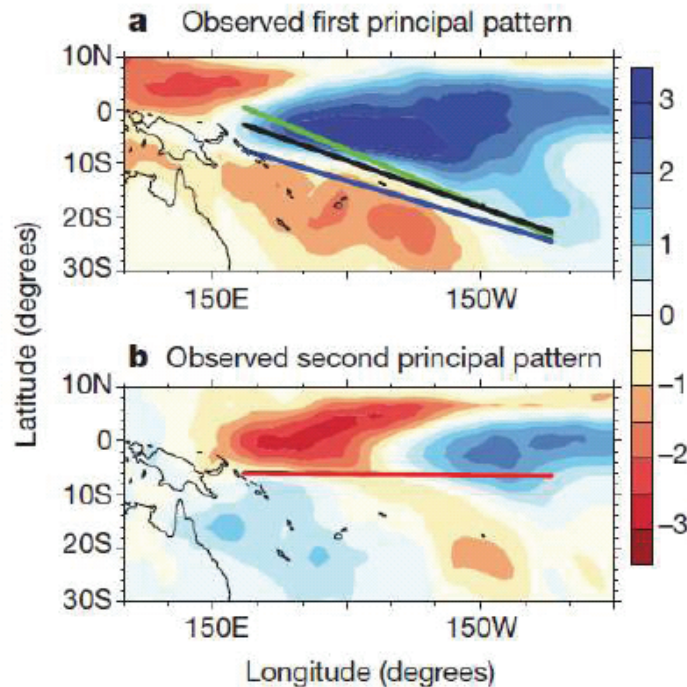 a Observed first principal pattern
10N
0
10S
20S
30S
150E 150W
b Observed second principal pattern
10N
0
10S
20S
30S
150E 150W
Latitude (degrees)
Longitude (degrees)
3
2
1
0
–1
–2
–3